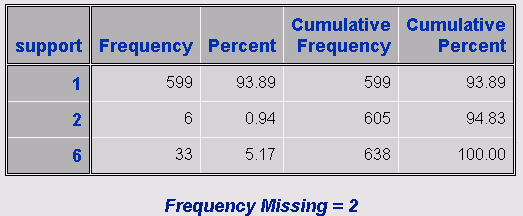 support Frequency Percent Cumulative Frequency Cumulative Percent
1 599 93.89 599 93.89
2 6 0.94 605 94.83
6 33 5.17 638 100.00
Frequency Missing = 2